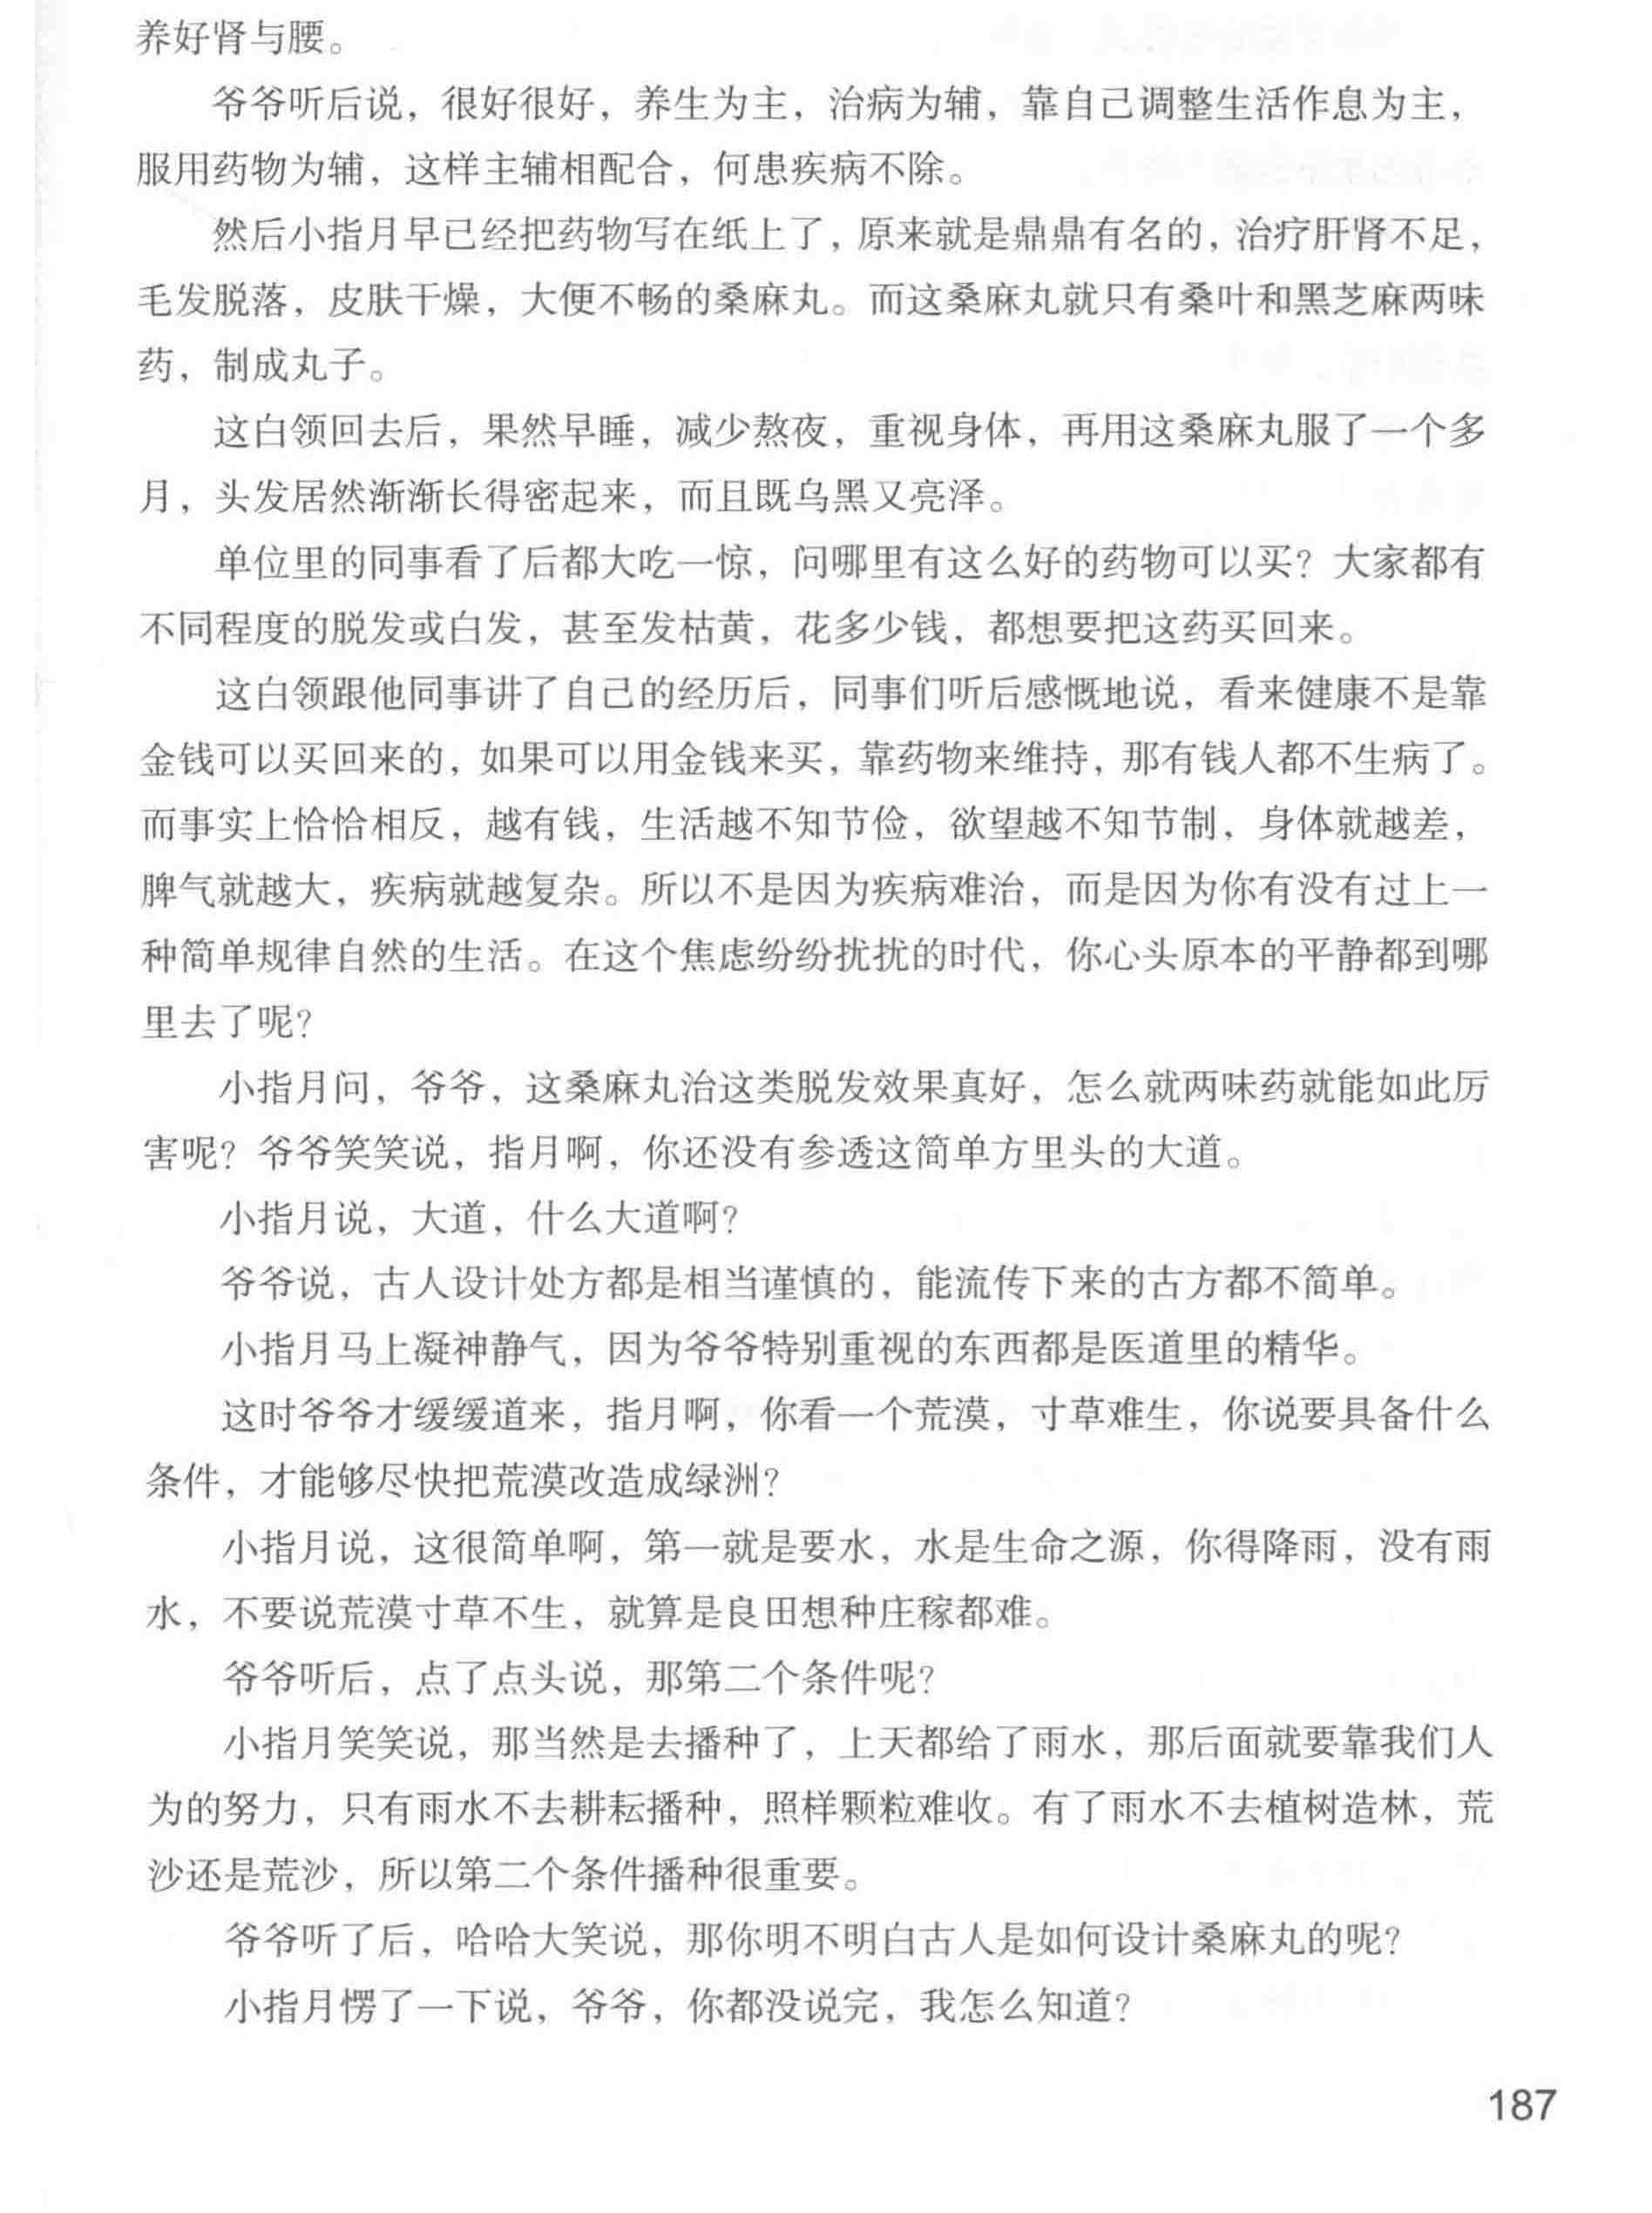 养好肾与腰。
爷爷听后说，很好很好，养生为主，治病为辅，靠自己调整生活作息为主，
服用药物为辅，这样主辅相配合，何患疾病不除。
然后小指月早已经把药物写在纸上了，原来就是鼎鼎有名的，治疗肝肾不足，
毛发脱落，皮肤干燥，大便不畅的桑麻丸。而这桑麻丸就只有桑叶和黑芝麻两味
药，制成丸子。
这白领回去后，果然早睡，减少熬夜，重视身体，再用这桑麻丸服了一个多
月，头发居然渐渐长得密起来，而且既乌黑又亮泽。
单位里的同事看了后都大吃一惊，问哪里有这么好的药物可以买？大家都有
不同程度的脱发或白发，甚至发枯黄，花多少钱，都想要把这药买回来。
这白领跟他同事讲了自己的经历后，同事们听后感慨地说，看来健康不是靠
金钱可以买回来的，如果可以用金钱来买，靠药物来维持，那有钱人都不生病了。
而事实上恰恰相反，越有钱，生活越不知节俭，欲望越不知节制，身体就越差，
脾气就越大，疾病就越复杂。所以不是因为疾病难治，而是因为你有没有过上一
种简单规律自然的生活。在这个焦虑纷纷扰扰的时代，你心头原本的平静都到哪
里去了呢？
小指月问，爷爷，这桑麻丸治这类脱发效果真好，怎么就两味药就能如此厉
害呢？爷爷笑笑说，指月啊，你还没有参透这简单方里头的大道。
小指月说，大道，什么大道啊？
爷爷说，古人设计处方都是相当谨慎的，能流传下来的古方都不简单。
小指月马上凝神静气，因为爷爷特别重视的东西都是医道里的精华。
这时爷爷才缓缓道来，指月啊，你看一个荒漠，寸草难生，你说要具备什么
条件，才能够尽快把荒漠改造成绿洲？
小指月说，这很简单啊，第一就是要水，水是生命之源，你得降雨，没有雨
水，不要说荒漠寸草不生，就算是良田想种庄稼都难。
爷爷听后，点了点头说，那第二个条件呢？
小指月笑笑说，那当然是去播种了，上天都给了雨水，那后面就要靠我们人
为的努力，只有雨水不去耕耘播种，照样颗粒难收。有了雨水不去植树造林，荒
沙还是荒沙，所以第二个条件播种很重要。
爷爷听了后，哈哈大笑说，那你明不明白古人是如何设计桑麻丸的呢？
小指月愣了一下说，爷爷，你都没说完，我怎么知道？
187